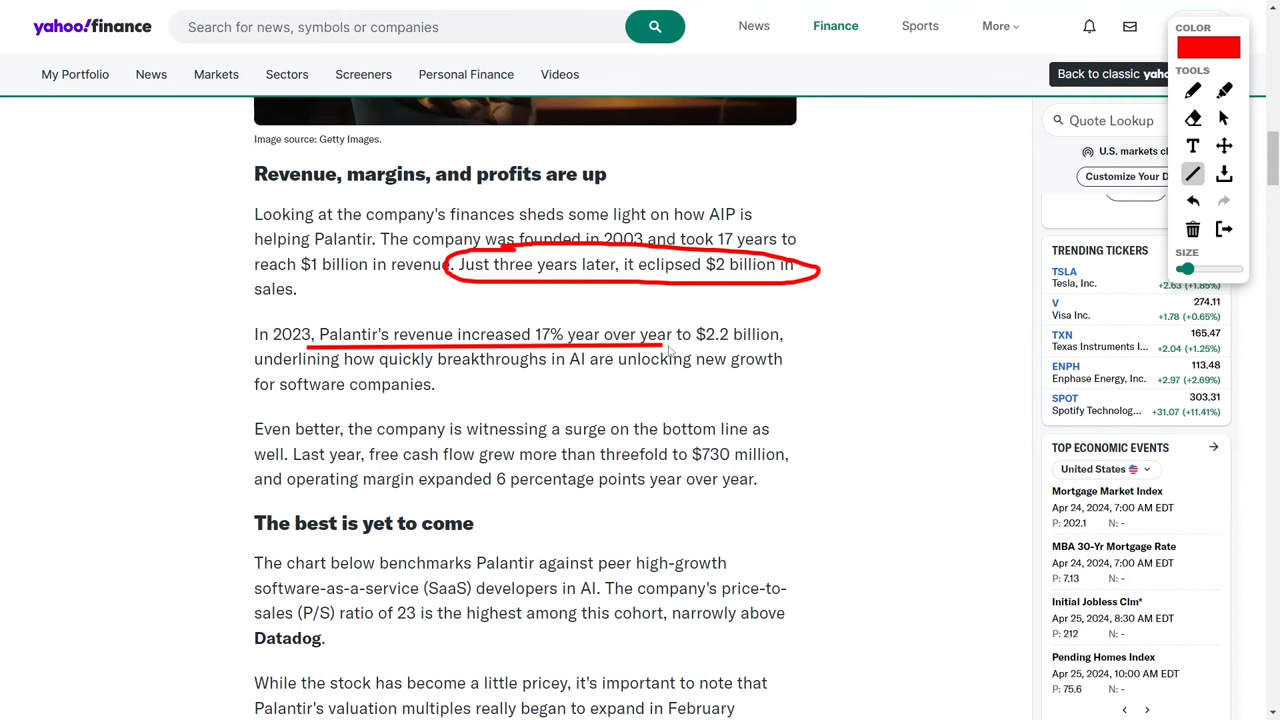 yahoo!finance
Search for news, symbols or companies
News
Finance
Sports
More
My Portfolio
News
Markets
Sectors
Screeners
Personal Finance
Videos
Back to classic yaho
Image source: Getty Images.
Revenue, margins, and profits are up
Looking at the company's finances sheds some light on how AIP is
helping Palantir. The company was founded in 2003 and took 17 years to
reach $1 billion in revenue. Just three years later, it eclipsed $2 billion in
sales.
In 2023, Palantir's revenue increased 17% year over year to $2.2 billion,
underlining how quickly breakthroughs in AI are unlocking new growth
for software companies.
Even better, the company is witnessing a surge on the bottom line as
well. Last year, free cash flow grew more than threefold to $730 million,
and operating margin expanded 6 percentage points year over year.
The best is yet to come
The chart below benchmarks Palantir against peer high-growth
software-as-a-service (SaaS) developers in AI. The company's price-to-
sales (P/S) ratio of 23 is the highest among this cohort, narrowly above
Datadog.
While the stock has become a little pricey, it's important to note that
Palantir's valuation multiples really began to expand in February
COLOR
TOOLS
T
SIZE
Quote Lookup
U.S. markets cl
Customize Your D
TRENDING TICKERS
TSLA
Tesla, Inc. +2.63 (+1.85%)
V 274.11
Visa Inc. +1.78 (+0.65%)
TXN 165.47
Texas Instruments I... +2.04 (+1.25%)
ENPH 113.48
Enphase Energy, Inc. +2.97 (+2.69%)
SPOT 303.31
Spotify Technolog... +31.07 (+11.41%)
TOP ECONOMIC EVENTS
United States
Mortgage Market Index
Apr 24, 2024, 7:00 AM EDT
P: 202.1 N: -
MBA 30-Yr Mortgage Rate
Apr 24, 2024, 7:00 AM EDT
P: 7.13 N: -
Initial Jobless Clm*
Apr 25, 2024, 8:30 AM EDT
P: 212 N: -
Pending Homes Index
Apr 25, 2024, 10:00 AM EDT
P: 75.6 N: -